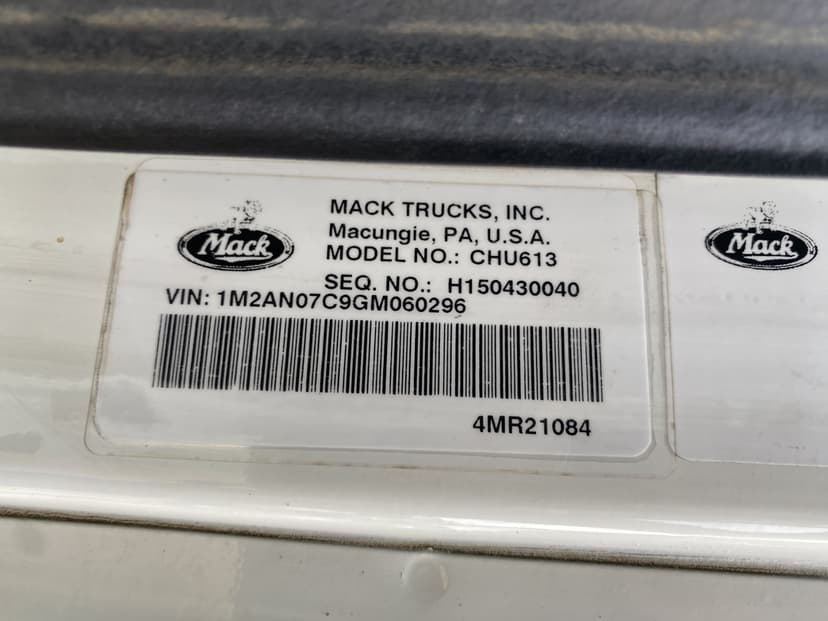 Mack
MACK TRUCKS, INC.
Macungie, PA, U.S.A.
MODEL NO.: CHU613
SEQ. NO.: H150430040
VIN: 1M2AN07C9GM060296
4MR21084
Mack